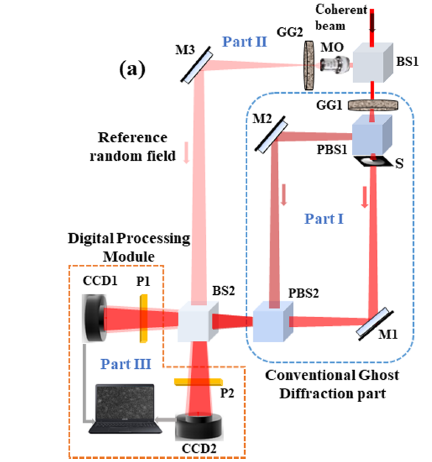 Coherent
beam
GG2
MO
BS1
M3
Part II
(a)
GG1
M2
PBS1
S
Reference
random field
Part I
Digital Processing
Module
CCD1
P1
BS2
PBS2
M1
Part III
P2
CCD2
Conventional Ghost
Diffraction part